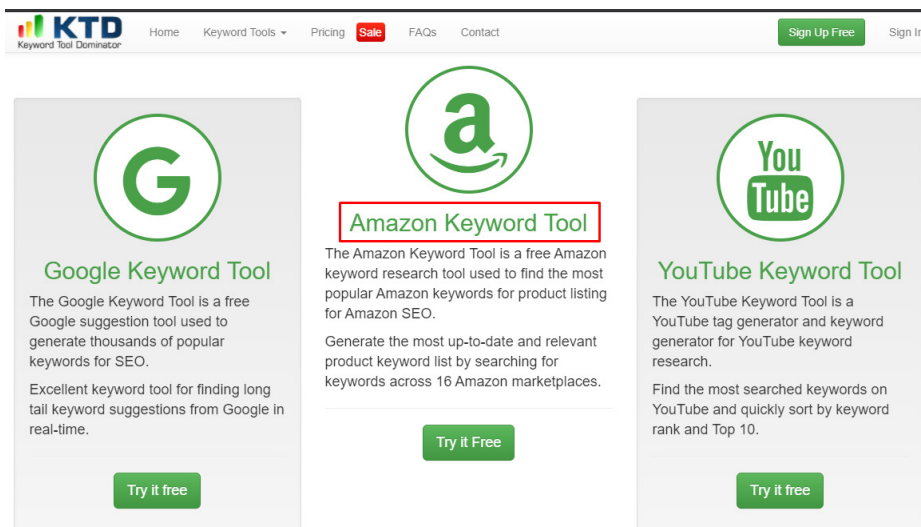 KTD
Keyword Tool Dominator
Home Keyword Tools Pricing Sale FAQs Contact Sign Up Free Sign In
G
Google Keyword Tool
The Google Keyword Tool is a free
Google suggestion tool used to
generate thousands of popular
keywords for SEO.
Excellent keyword tool for finding long
tail keyword suggestions from Google in
real-time.
Try it free
a
Amazon Keyword Tool
The Amazon Keyword Tool is a free Amazon
keyword research tool used to find the most
popular Amazon keywords for product listing
for Amazon SEO.
Generate the most up-to-date and relevant
product keyword list by searching for
keywords across 16 Amazon marketplaces.
Try it Free
You
Tube
YouTube Keyword Tool
The YouTube Keyword Tool is a
YouTube tag generator and keyword
generator for YouTube keyword
research.
Find the most searched keywords on
YouTube and quickly sort by keyword
rank and Top 10.
Try it free